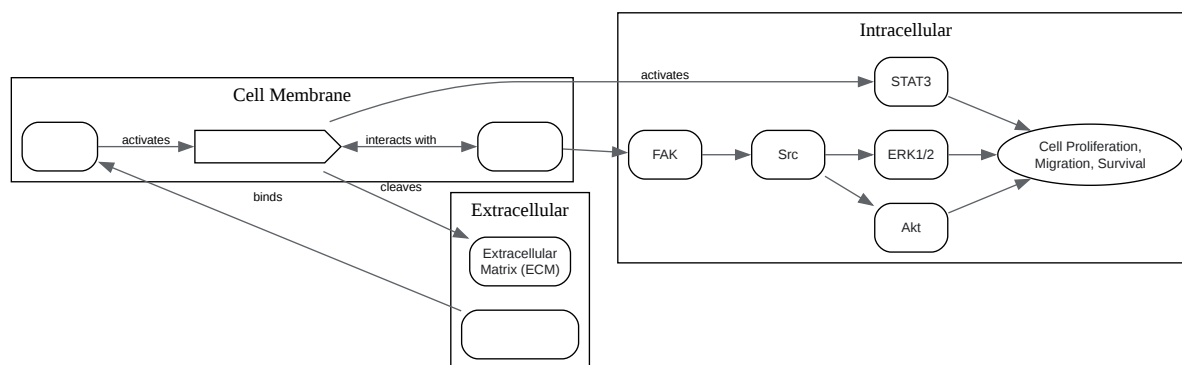 Intracellular
activates
STAT3
Cell Membrane
activates
interacts with
FAK
Src
ERK1/2
Cell Proliferation,
Migration, Survival
cleaves
binds
Extracellular
Akt
Extracellular
Matrix (ECM)